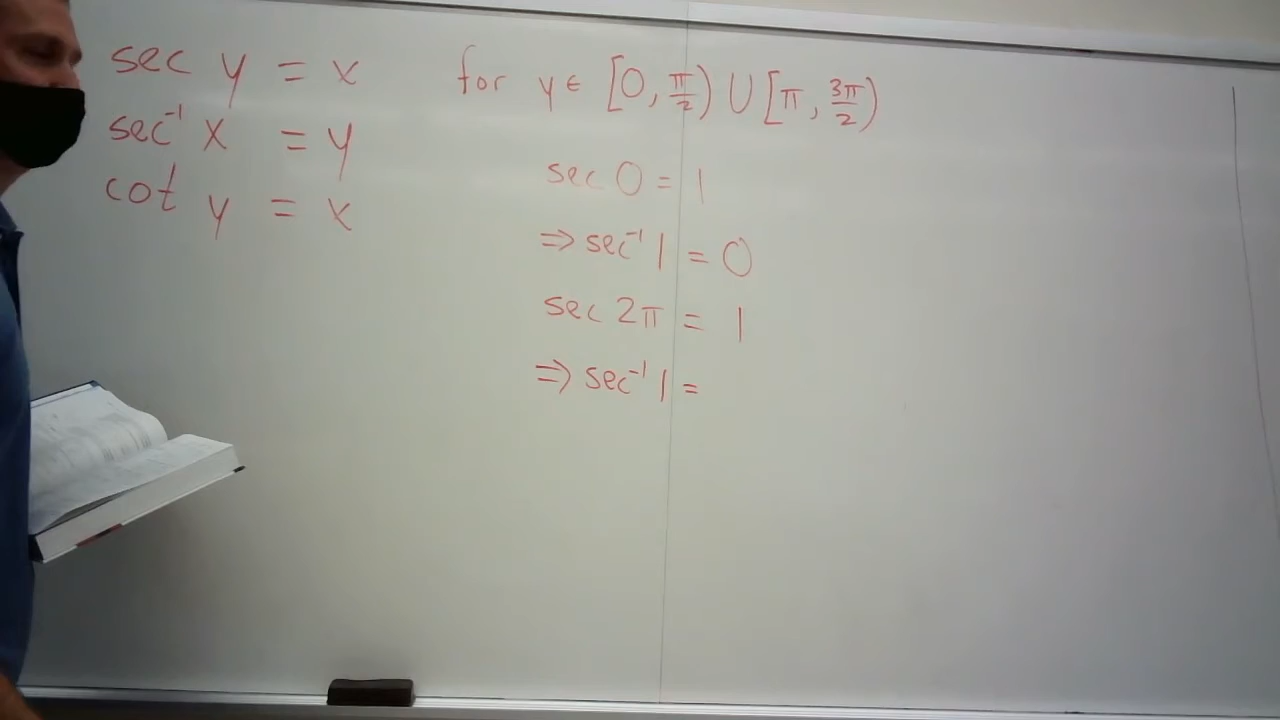 sec y = x for y ∈ [0, π/2) ∪ [π, 3π/2)
sec⁻¹ x = y
cot y = x
sec 0 = 1
⇒ sec⁻¹ 1 = 0
sec 2π = 1
⇒ sec⁻¹ 1 =